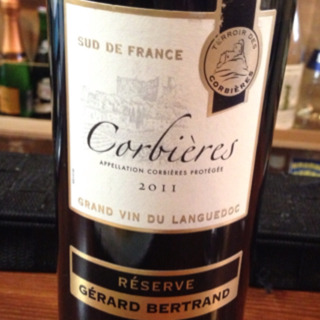 SUD DE FRANCE
TERROIR DES
CORBIÈRES
Corbières
APPELLATION CORBIÈRES PROTÉGÉE
2011
GRAND VIN DU LANGUEDOC
RÉSERVE
GÉRARD BERTRAND